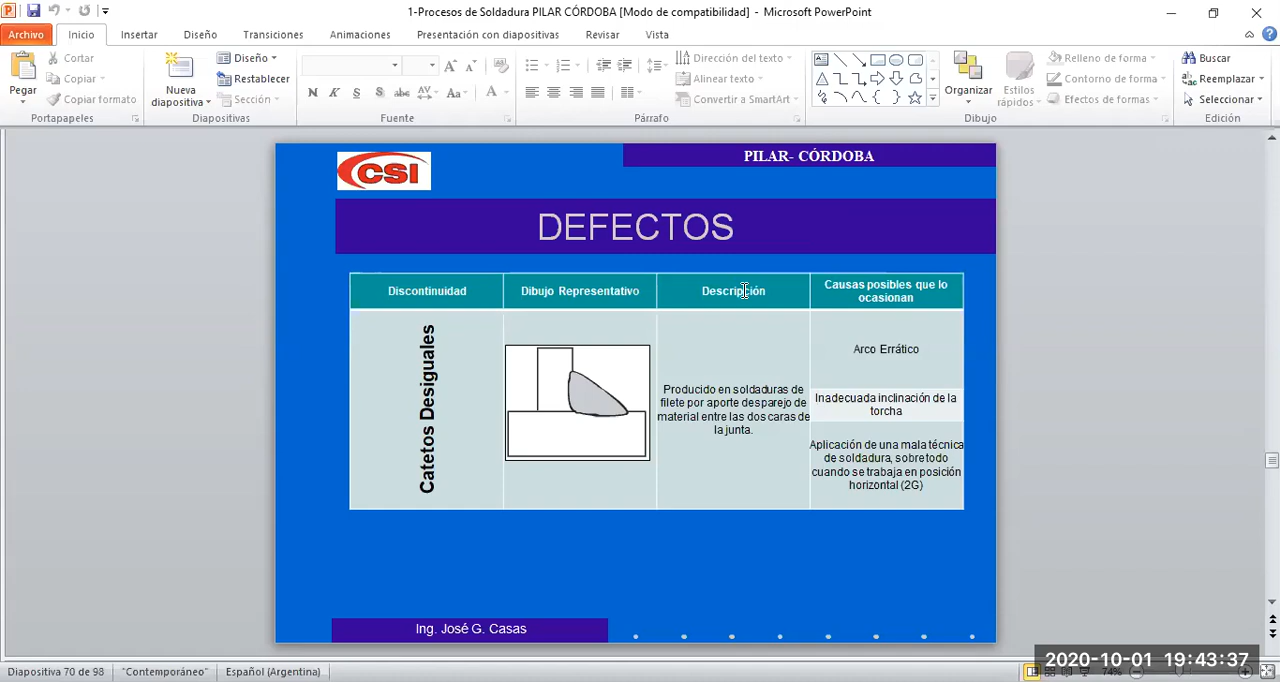 1-Procesos de Soldadura PILAR CÓRDOBA [Modo de compatibilidad] - Microsoft PowerPoint
Archivo Inicio Insertar Diseño Transiciones Animaciones Presentación con diapositivas Revisar Vista
Pegar
Cortar
Copiar
Copiar formato
Portapapeles
Nueva
diapositiva
Diseño
Restablecer
Sección
Diapositivas
N K S S abc AV Aa A
Fuente
Dirección del texto
Alinear texto
Convertir a SmartArt
Párrafo
Organizar
Estilos
rápidos
Relleno de forma
Contorno de forma
Efectos de formas
Dibujo
Buscar
Reemplazar
Seleccionar
Edición
CSI
PILAR- CÓRDOBA
DEFECTOS
Discontinuidad
Dibujo Representativo
Descripción
Causas posibles que lo
ocasionan
Catetos Desiguales
Producido en soldaduras de
filete por aporte desparejo de
material entre las dos caras de
la junta.
Arco Errático
Inadecuada inclinación de la
torcha
Aplicación de una mala técnica
de soldadura, sobre todo
cuando se trabaja en posición
horizontal (2G)
Ing. José G. Casas
Diapositiva 70 de 98 "Contemporáneo" Español (Argentina)
74%
2020-10-01 19:43:37